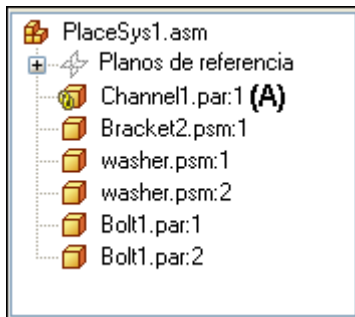 PlaceSys1.asm
Planos de referencia
Channel1.par:1 (A)
Bracket2.psm:1
washer.psm:1
washer.psm:2
Bolt1.par:1
Bolt1.par:2